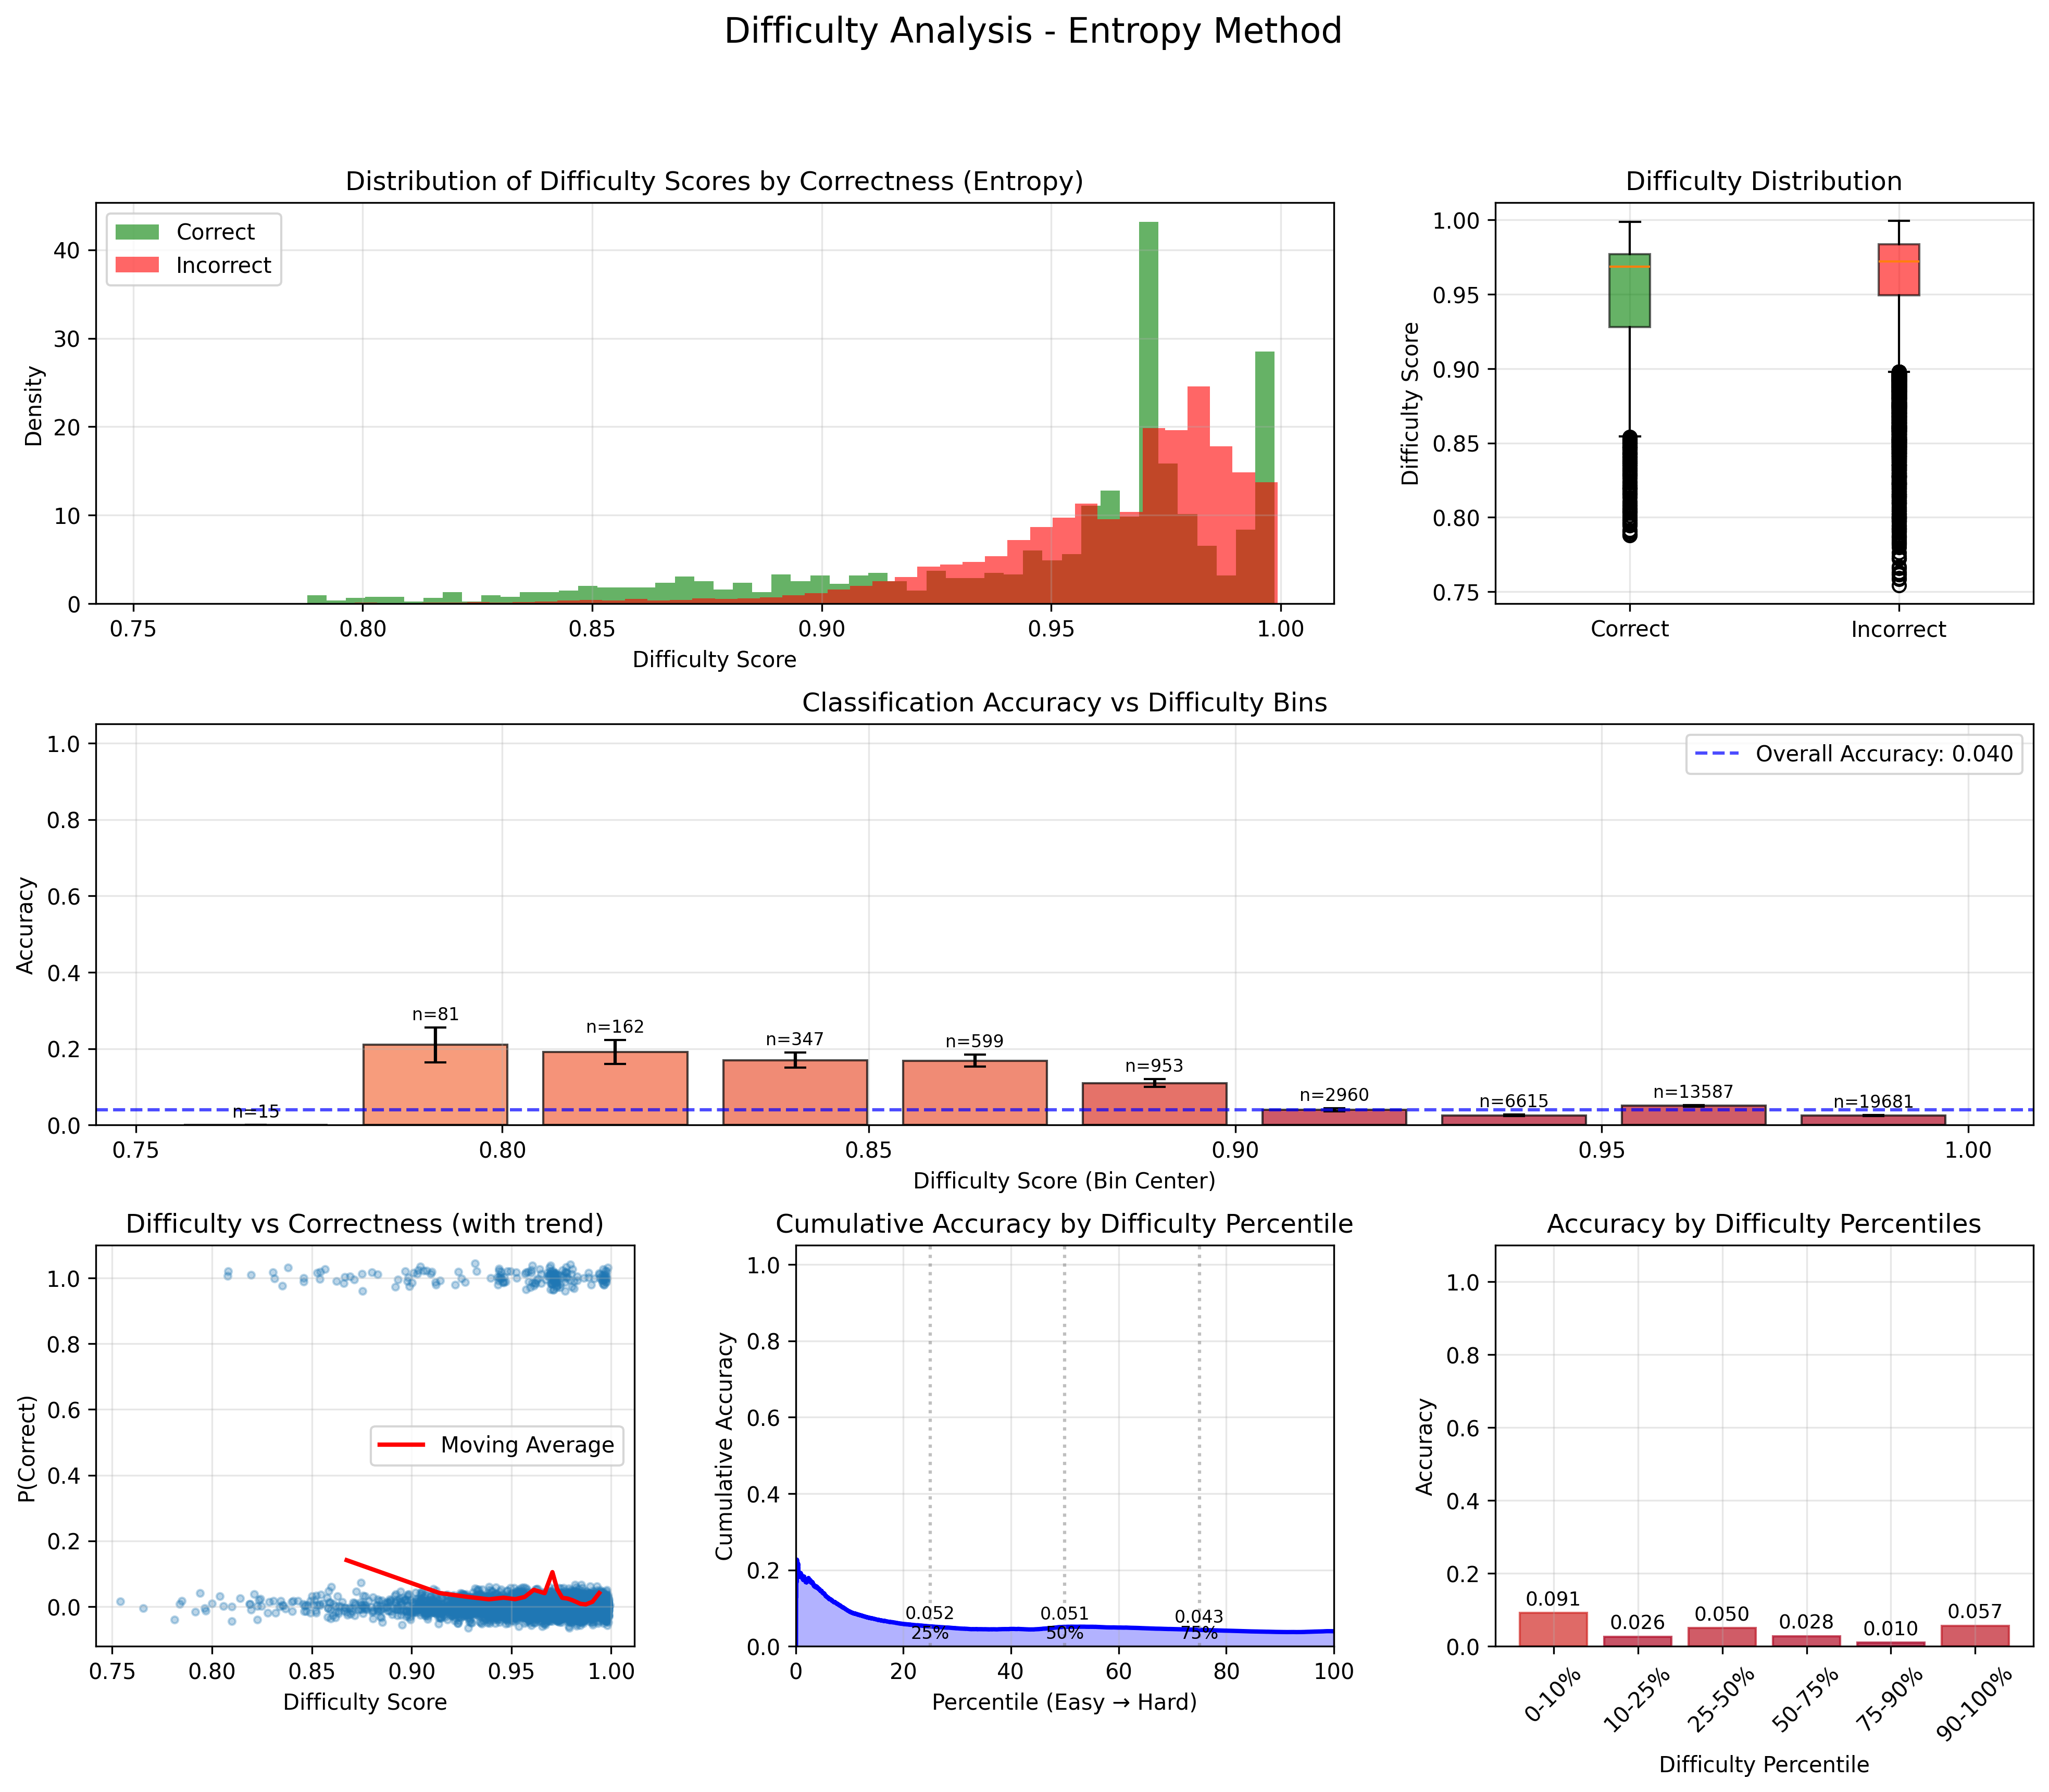 Difficulty Analysis - Entropy Method
Distribution of Difficulty Scores by Correctness (Entropy)
Correct
Incorrect
Density
40
30
20
10
0
0.75 0.80 0.85 0.90 0.95 1.00
Difficulty Score
Difficulty Distribution
Difficulty Score
1.00
0.95
0.90
0.85
0.80
0.75
Correct Incorrect
Classification Accuracy vs Difficulty Bins
Overall Accuracy: 0.040
Accuracy
1.0
0.8
0.6
0.4
0.2
0.0
n=15 n=81 n=162 n=347 n=599 n=953 n=2960 n=6615 n=13587 n=19681
0.75 0.80 0.85 0.90 0.95 1.00
Difficulty Score (Bin Center)
Difficulty vs Correctness (with trend)
P(Correct)
1.0
0.8
0.6
0.4
0.2
0.0
Moving Average
0.75 0.80 0.85 0.90 0.95 1.00
Difficulty Score
Cumulative Accuracy by Difficulty Percentile
Cumulative Accuracy
1.0
0.8
0.6
0.4
0.2
0.0
0.052 0.051 0.043
25% 50% 75%
0 20 40 60 80 100
Percentile (Easy → Hard)
Accuracy by Difficulty Percentiles
Accuracy
1.0
0.8
0.6
0.4
0.2
0.0
0.091 0.026 0.050 0.028 0.010 0.057
0-10% 10-25% 25-50% 50-75% 75-90% 90-100%
Difficulty Percentile